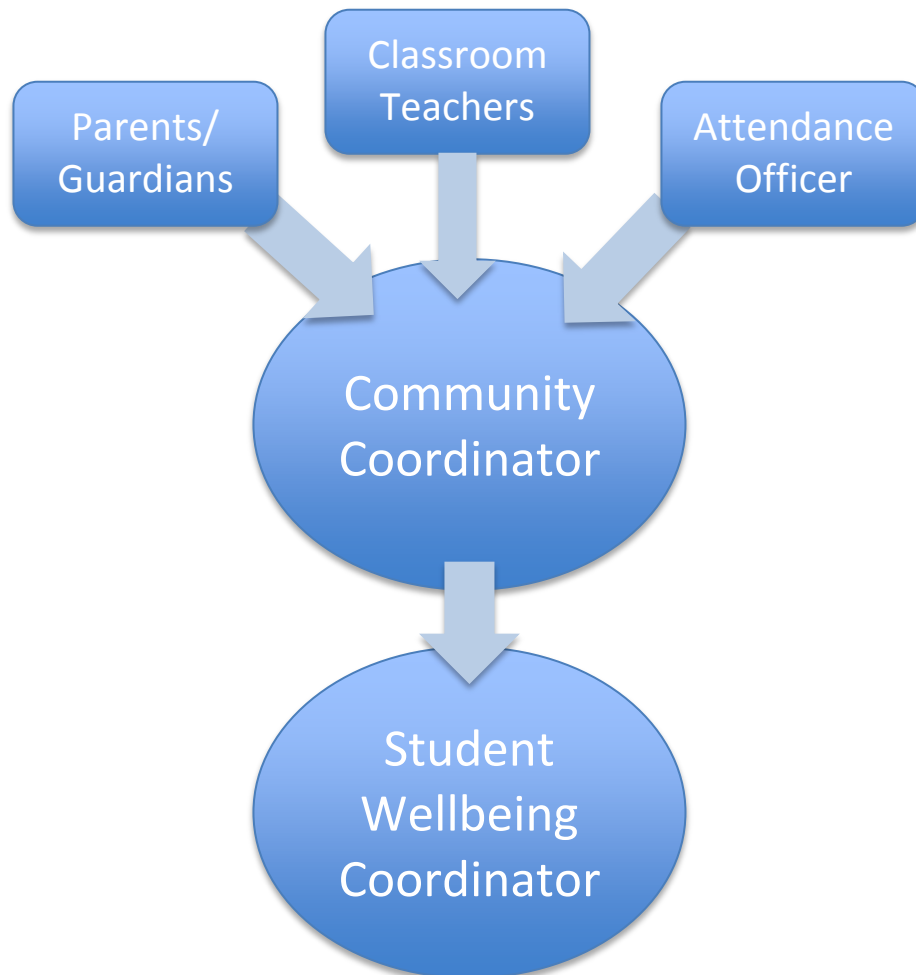 Parents/
Guardians
Classroom
Teachers
Attendance
Officer
Community
Coordinator
Student
Wellbeing
Coordinator